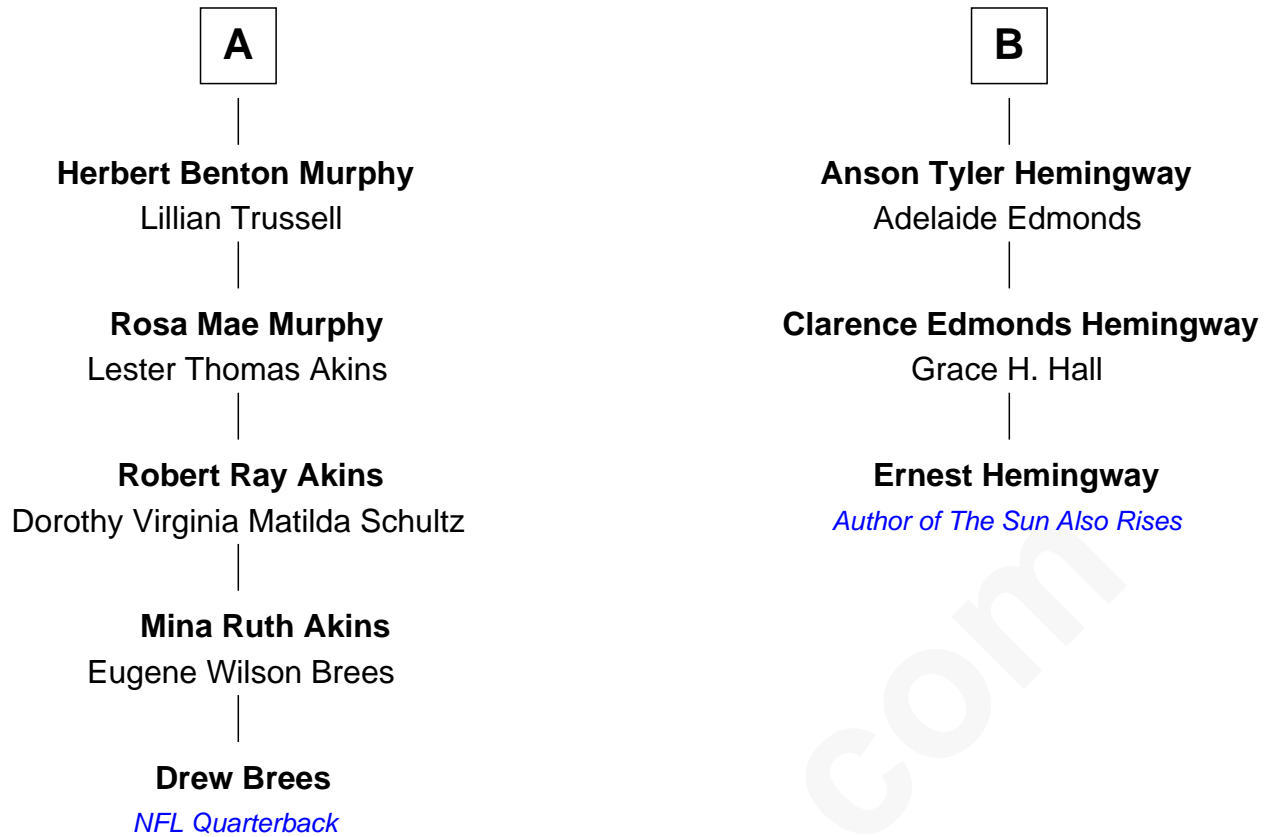 A
Herbert Benton Murphy
Lillian Trussell
Rosa Mae Murphy
Lester Thomas Akins
Robert Ray Akins
Dorothy Virginia Matilda Schultz
Mina Ruth Akins
Eugene Wilson Brees
Drew Brees
NFL Quarterback
B
Anson Tyler Hemingway
Adelaide Edmonds
Clarence Edmonds Hemingway
Grace H. Hall
Ernest Hemingway
Author of The Sun Also Rises
com